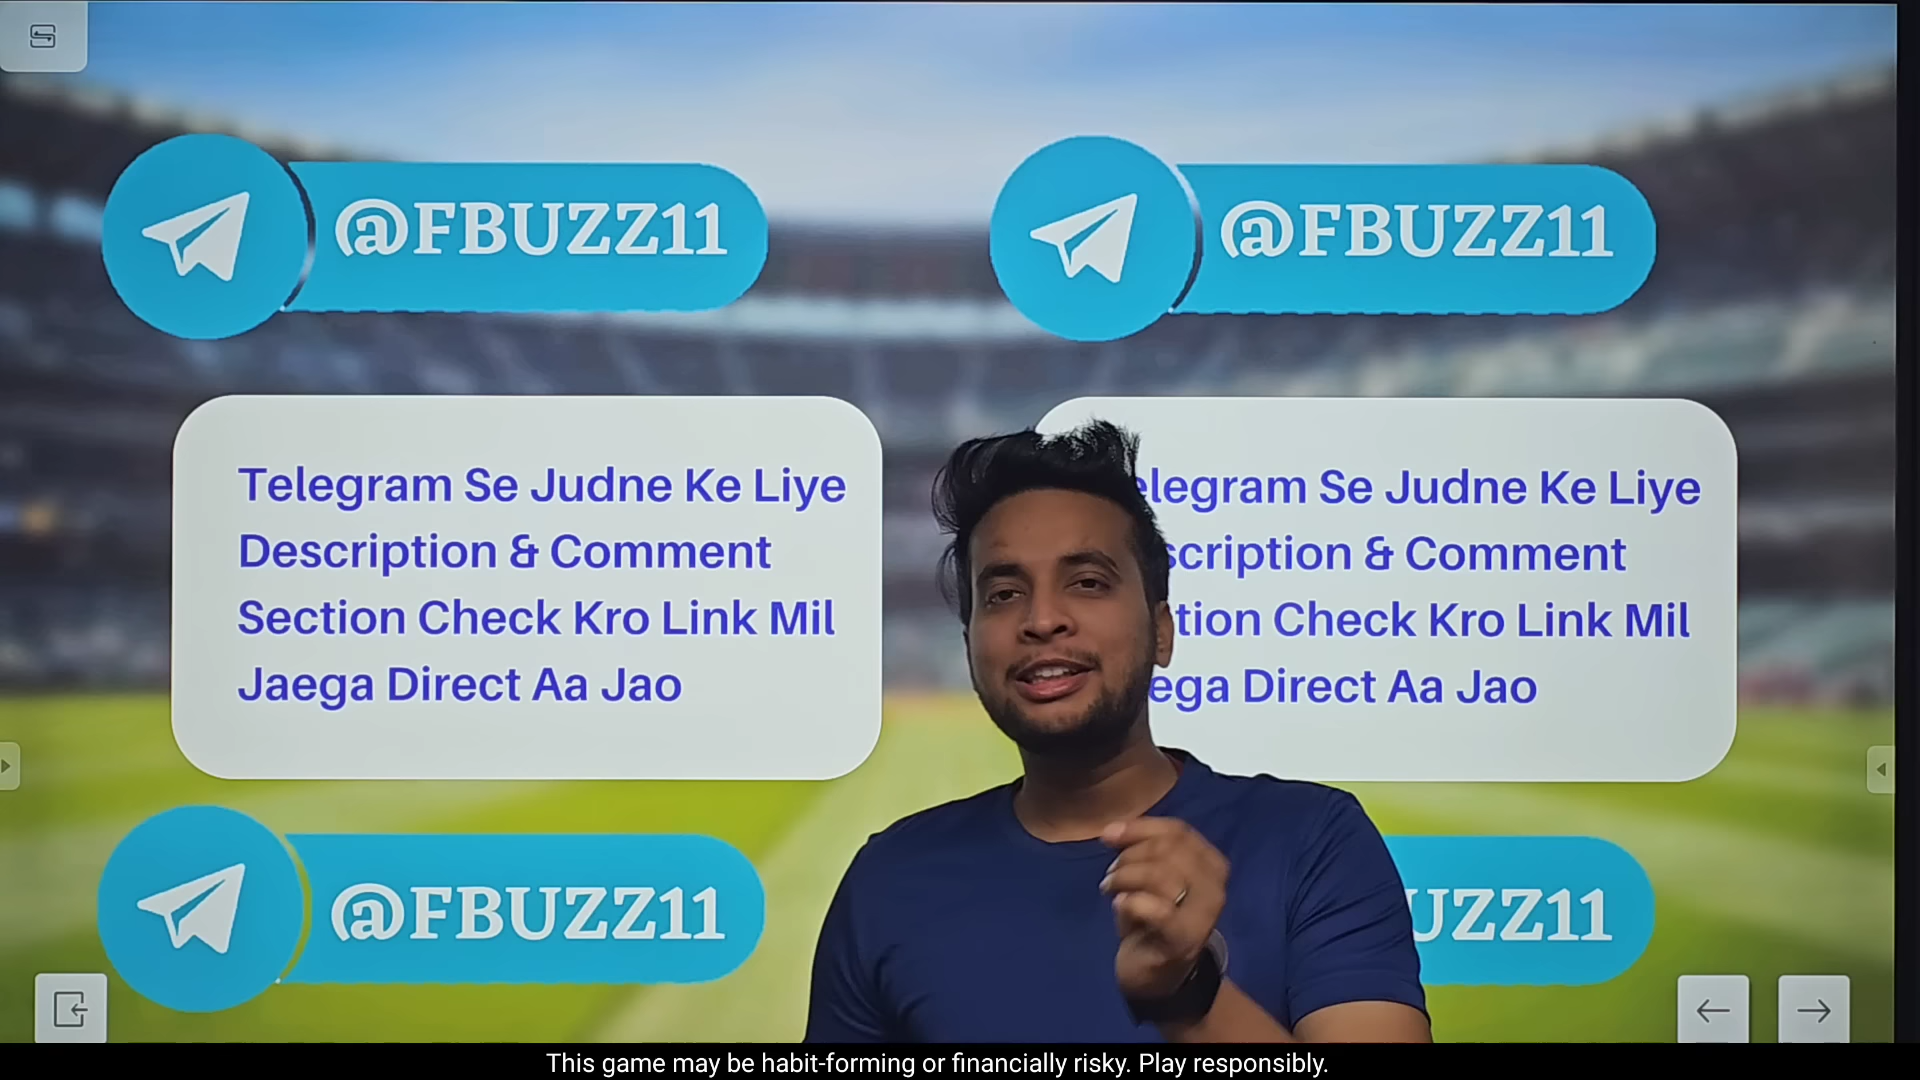 @FBUZZ11
@FBUZZ11
Telegram Se Judne Ke Liye
Description & Comment
Section Check Kro Link Mil
Jaega Direct Aa Jao
legram Se Judne Ke Liye
scription & Comment
tion Check Kro Link Mil
ega Direct Aa Jao
@FBUZZ11
UZZ11
This game may be habit-forming or financially risky. Play responsibly.